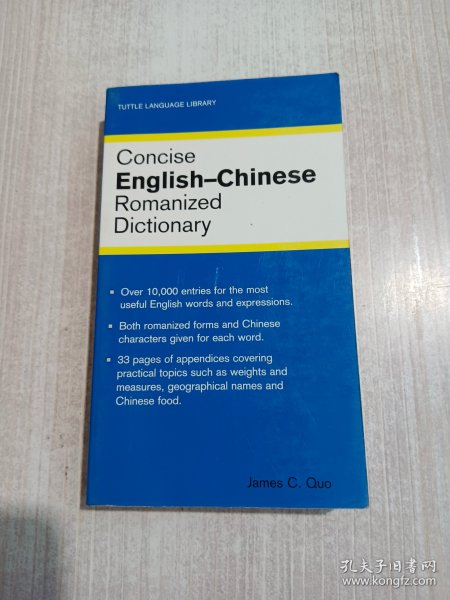 TUTTLE LANGUAGE LIBRARY
Concise
English–Chinese
Romanized
Dictionary
▪ Over 10,000 entries for the most
useful English words and expressions.
▪ Both romanized forms and Chinese
characters given for each word.
▪ 33 pages of appendices covering
practical topics such as weights and
measures, geographical names and
Chinese food.
James C. Quo
孔夫子旧书网
www.kongfz.com